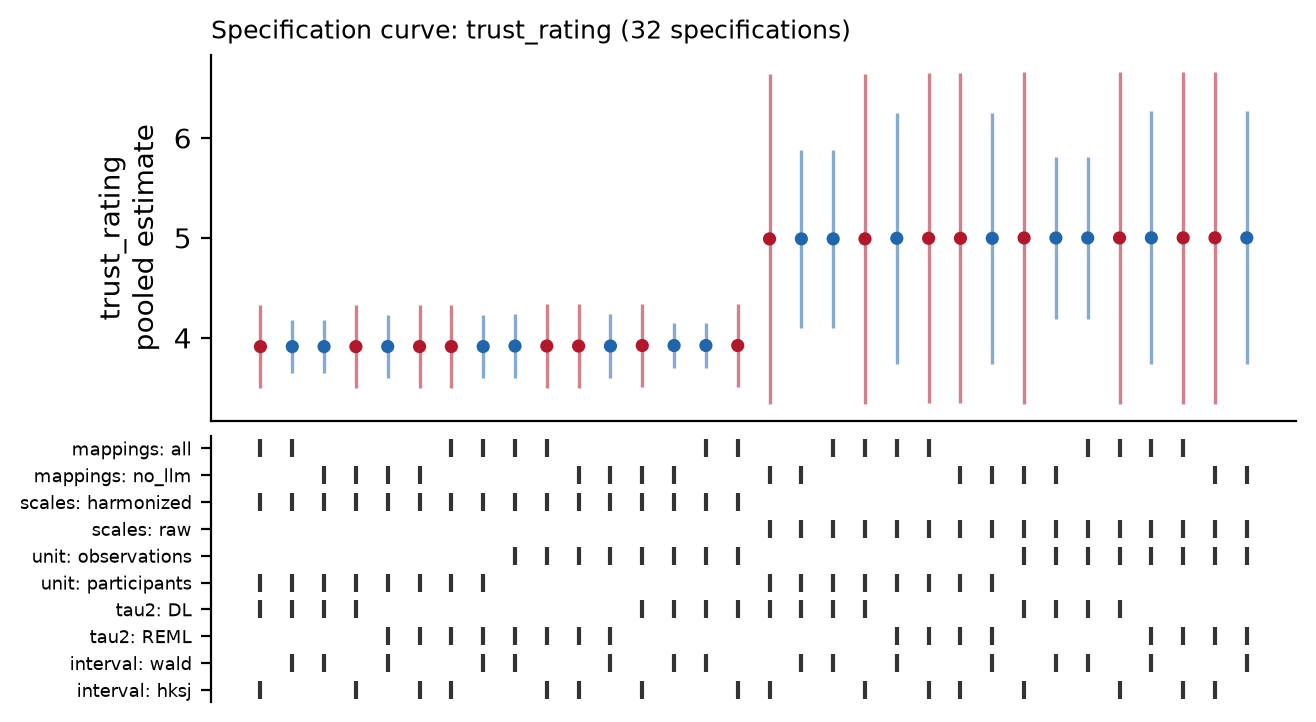 Specification curve: trust_rating (32 specifications)
trust_rating
pooled estimate
6
5
4
mappings: all
mappings: no_llm
scales: harmonized
scales: raw
unit: observations
unit: participants
tau2: DL
tau2: REML
interval: wald
interval: hksj